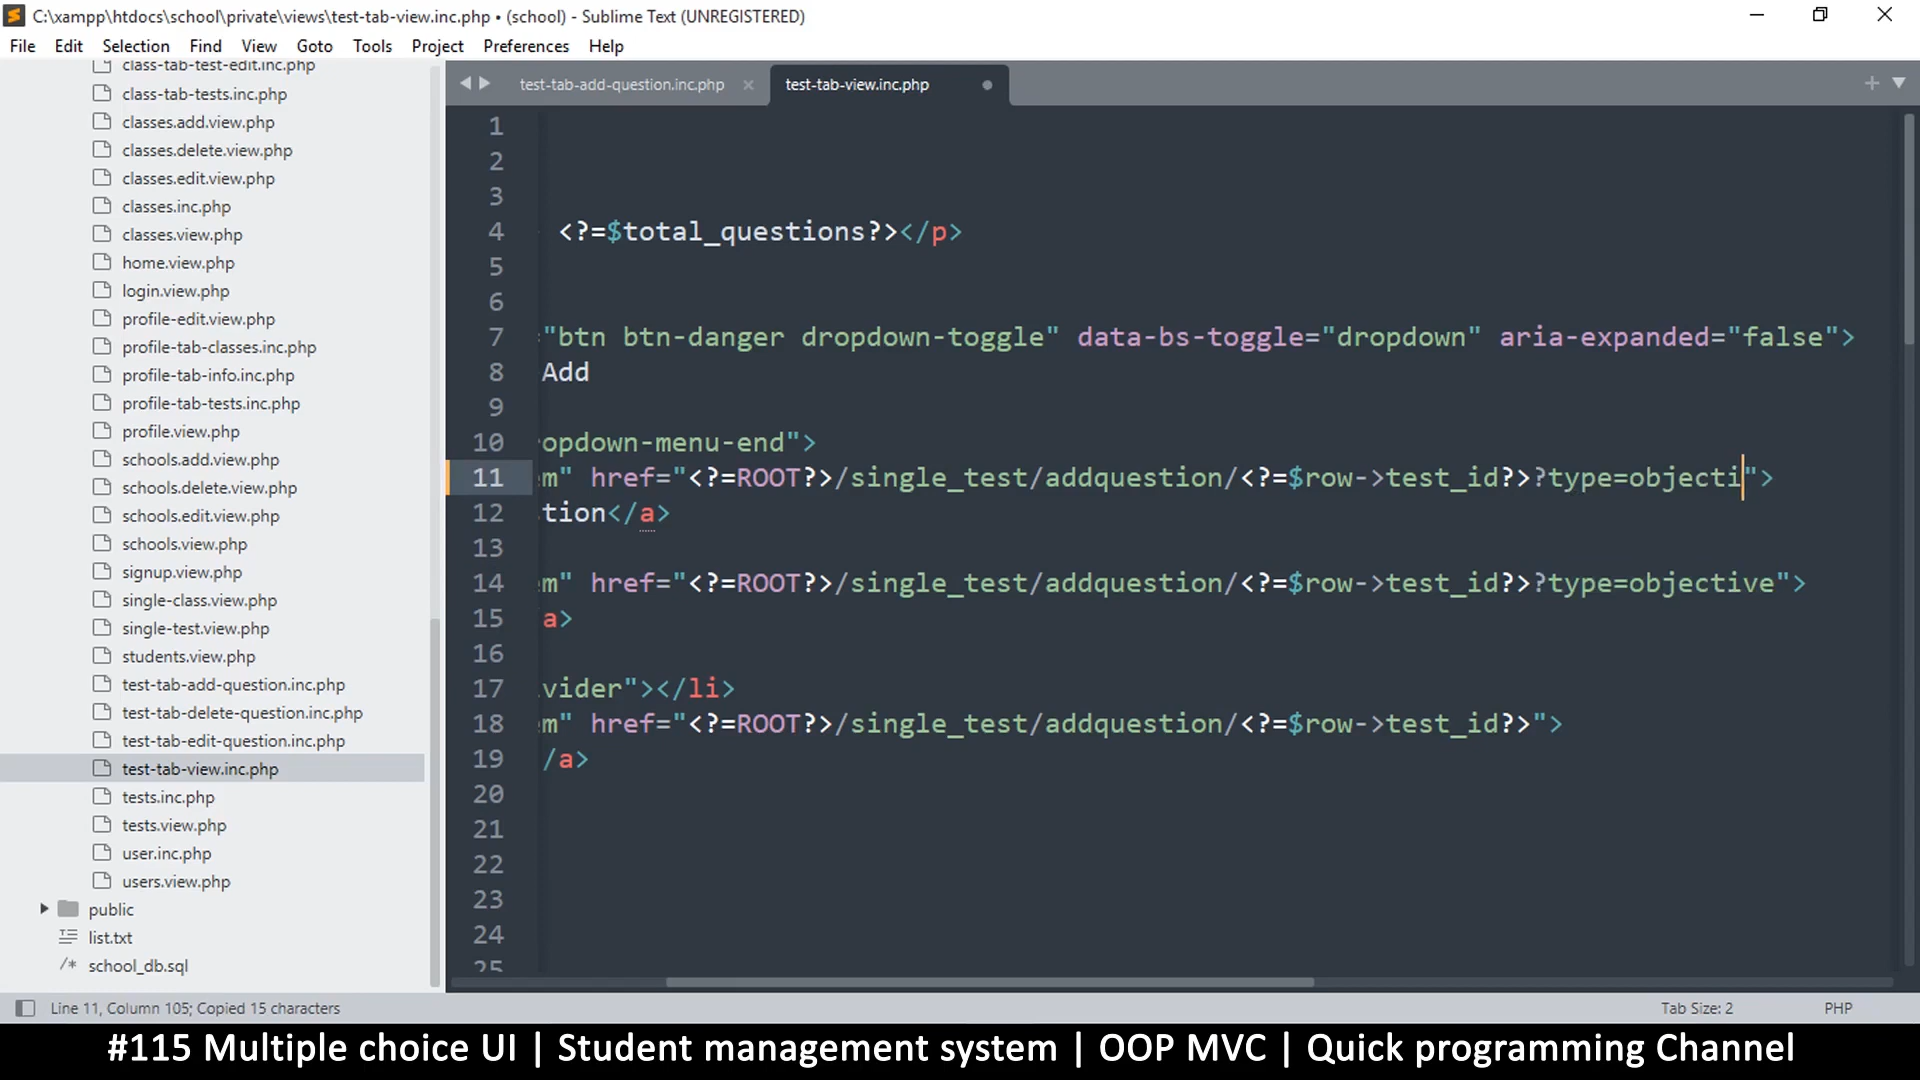 C:\xampp\htdocs\school\private\views\test-tab-view.inc.php • (school) - Sublime Text (UNREGISTERED)
File Edit Selection Find View Goto Tools Project Preferences Help
class-tab-test-edit.inc.php
class-tab-tests.inc.php
classes.add.view.php
classes.delete.view.php
classes.edit.view.php
classes.inc.php
classes.view.php
home.view.php
login.view.php
profile-edit.view.php
profile-tab-classes.inc.php
profile-tab-info.inc.php
profile-tab-tests.inc.php
profile.view.php
schools.add.view.php
schools.delete.view.php
schools.edit.view.php
schools.view.php
signup.view.php
single-class.view.php
single-test.view.php
students.view.php
test-tab-add-question.inc.php
test-tab-delete-question.inc.php
test-tab-edit-question.inc.php
test-tab-view.inc.php
tests.inc.php
tests.view.php
user.inc.php
users.view.php
public
list.txt
/* school_db.sql
test-tab-add-question.inc.php × test-tab-view.inc.php
1
2
3
4 <?=$total_questions?></p>
5
6
7 ="btn btn-danger dropdown-toggle" data-bs-toggle="dropdown" aria-expanded="false">
8 Add
9
10 opdown-menu-end">
11 em" href="<?=ROOT?>/single_test/addquestion/<?=$row->test_id?>?type=objecti">
12 tion</a>
13
14 em" href="<?=ROOT?>/single_test/addquestion/<?=$row->test_id?>?type=objective">
15 a>
16
17 vider"></li>
18 em" href="<?=ROOT?>/single_test/addquestion/<?=$row->test_id?>">
19 /a>
20
21
22
23
24
25
Line 11, Column 105; Copied 15 characters Tab Size: 2 PHP
#115 Multiple choice UI | Student management system | OOP MVC | Quick programming Channel